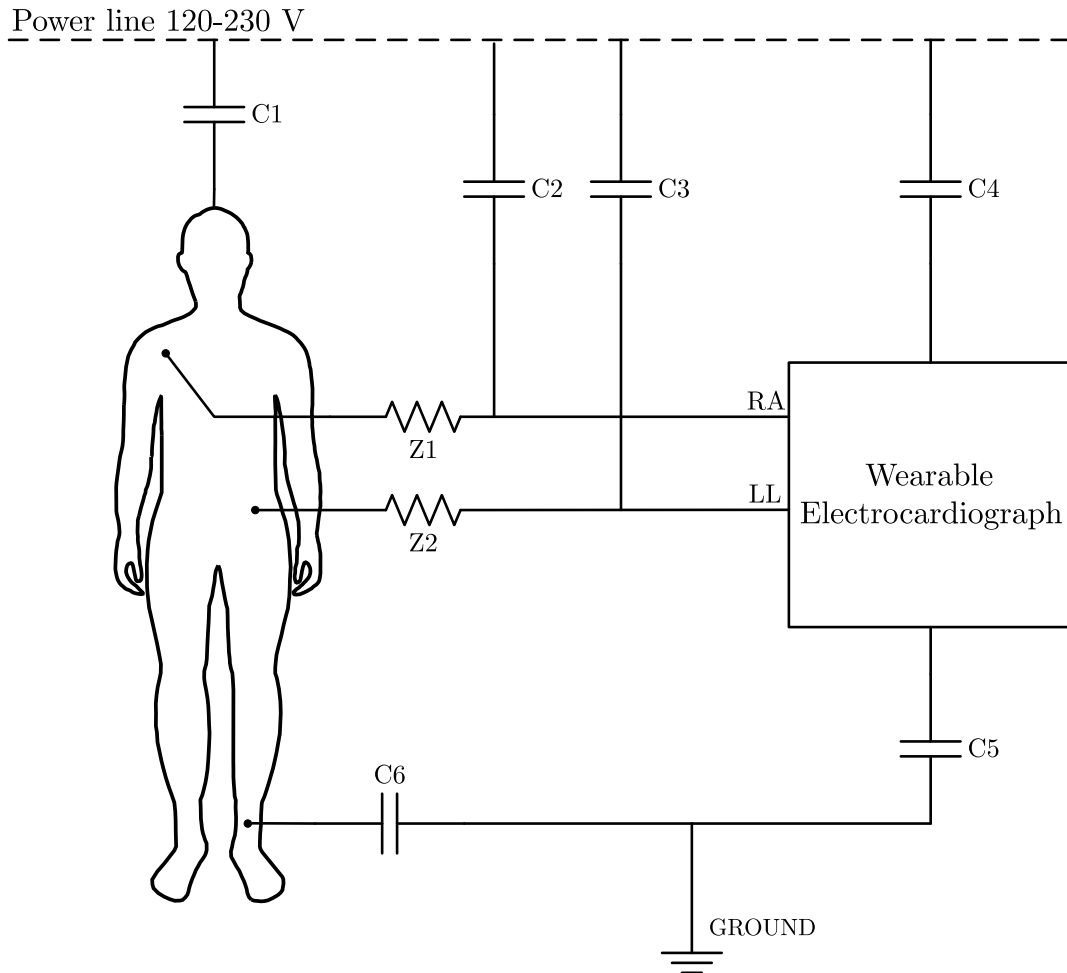 Power line 120-230 V
C1
C2
C3
C4
RA
Z1
LL
Wearable
Electrocardiograph
Z2
C5
C6
GROUND